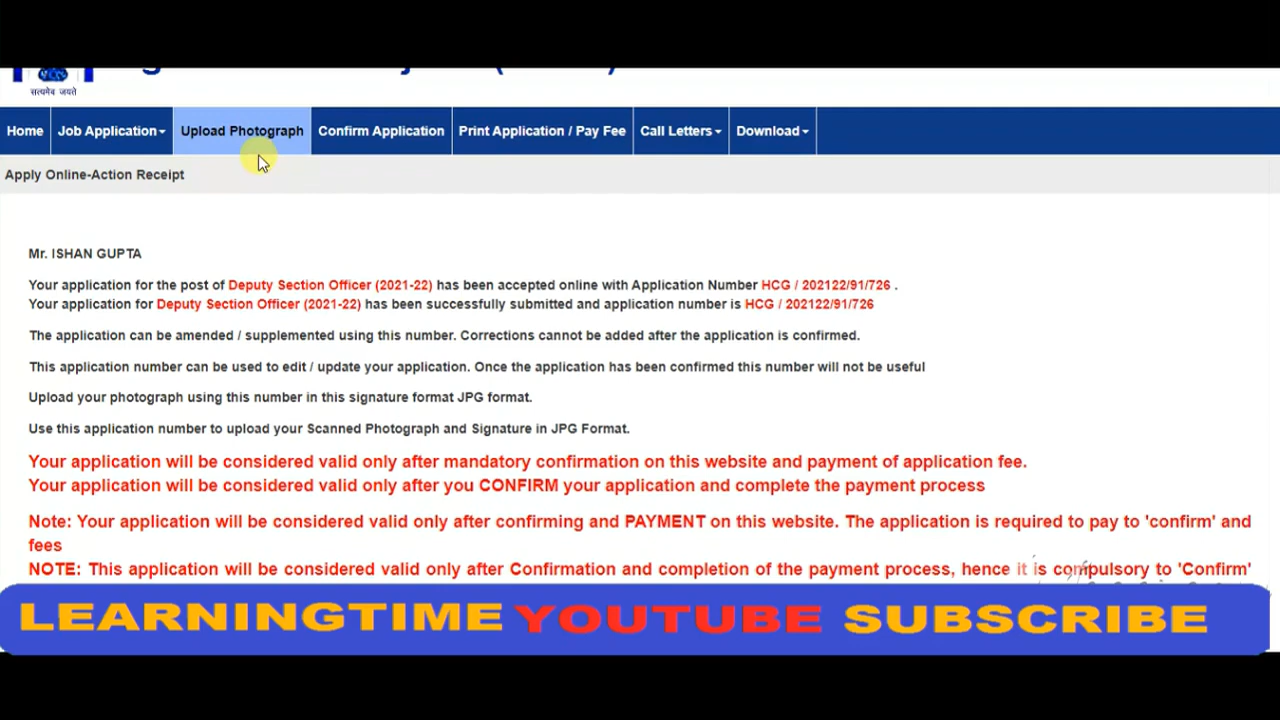 सत्यमेव जयते
Home Job Application Upload Photograph Confirm Application Print Application / Pay Fee Call Letters Download
Apply Online-Action Receipt
Mr. ISHAN GUPTA
Your application for the post of Deputy Section Officer (2021-22) has been accepted online with Application Number HCG / 202122/91/726 .
Your application for Deputy Section Officer (2021-22) has been successfully submitted and application number is HCG / 202122/91/726
The application can be amended / supplemented using this number. Corrections cannot be added after the application is confirmed.
This application number can be used to edit / update your application. Once the application has been confirmed this number will not be useful
Upload your photograph using this number in this signature format JPG format.
Use this application number to upload your Scanned Photograph and Signature in JPG Format.
Your application will be considered valid only after mandatory confirmation on this website and payment of application fee.
Your application will be considered valid only after you CONFIRM your application and complete the payment process
Note: Your application will be considered valid only after confirming and PAYMENT on this website. The application is required to pay to 'confirm' and
fees
NOTE: This application will be considered valid only after Confirmation and completion of the payment process, hence it is compulsory to 'Confirm'
LEARNINGTIME YOUTUBE SUBSCRIBE